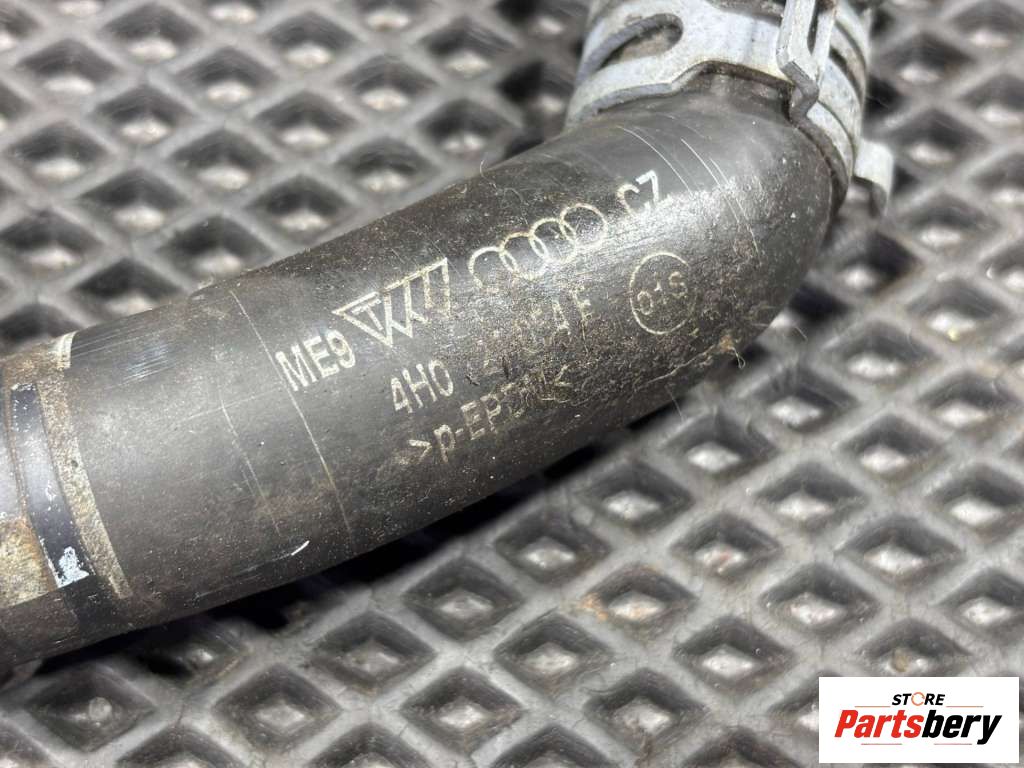 ME9 CZ
4H0
>p-EPDM<
STORE
Partsbery